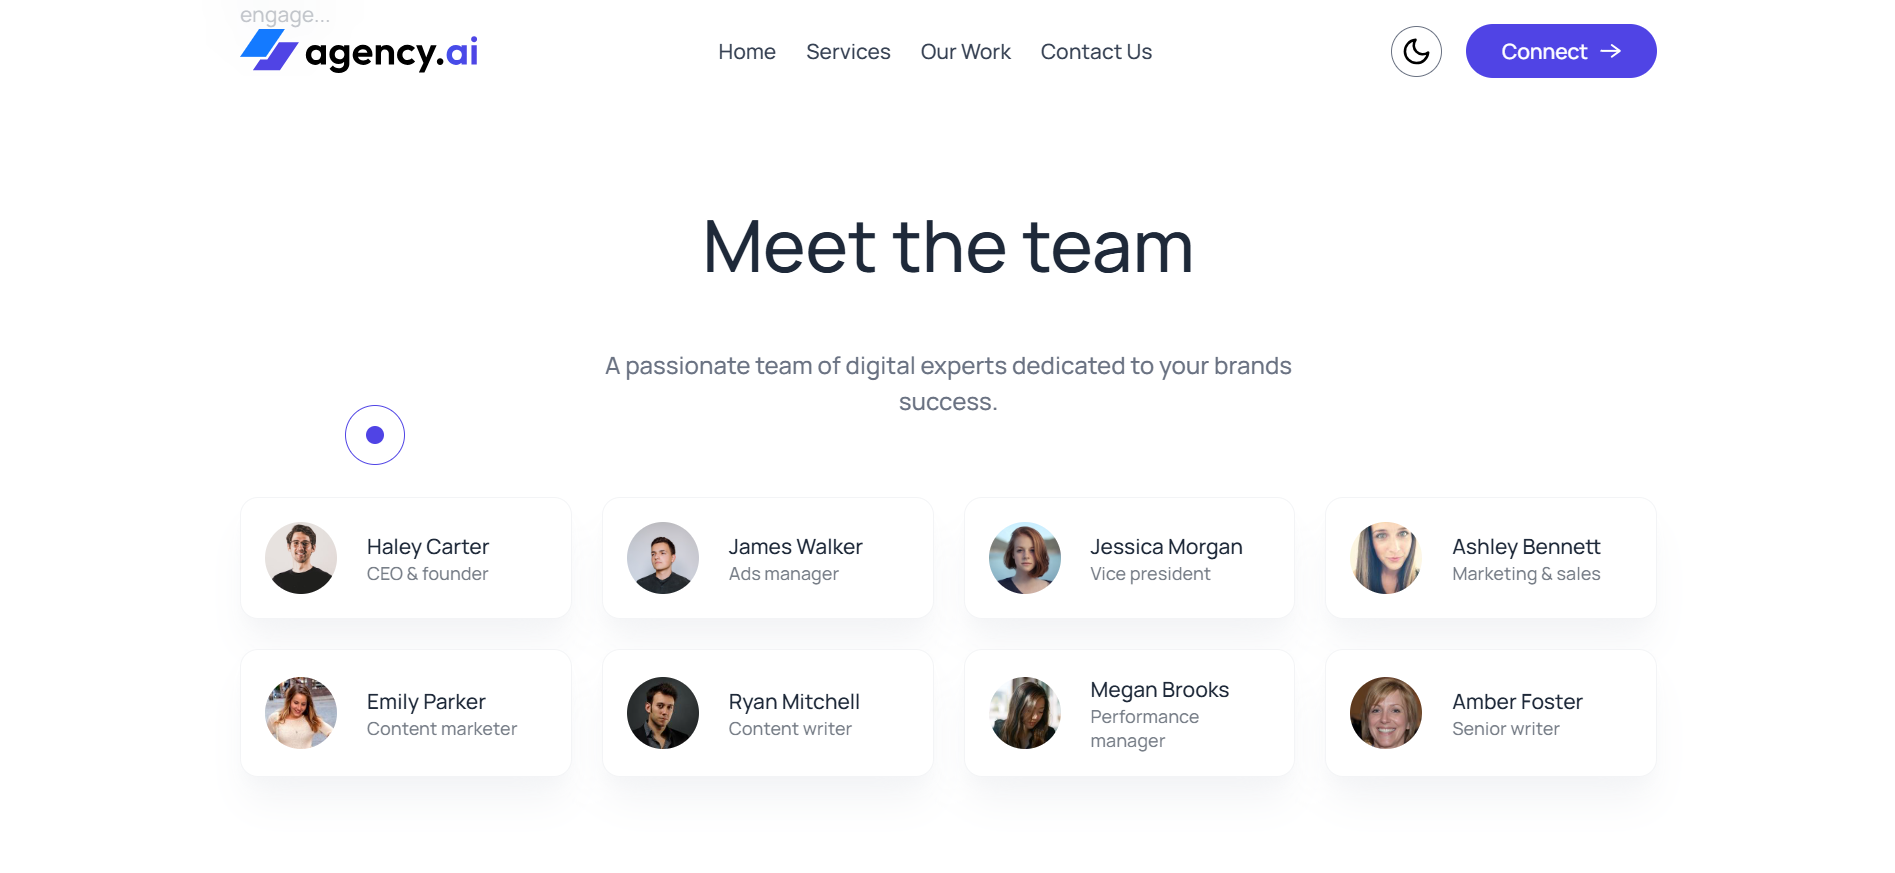 engage...
agency.ai
Home Services Our Work Contact Us
Connect
Meet the team
A passionate team of digital experts dedicated to your brands
success.
Haley Carter
CEO & founder
James Walker
Ads manager
Jessica Morgan
Vice president
Ashley Bennett
Marketing & sales
Emily Parker
Content marketer
Ryan Mitchell
Content writer
Megan Brooks
Performance
manager
Amber Foster
Senior writer